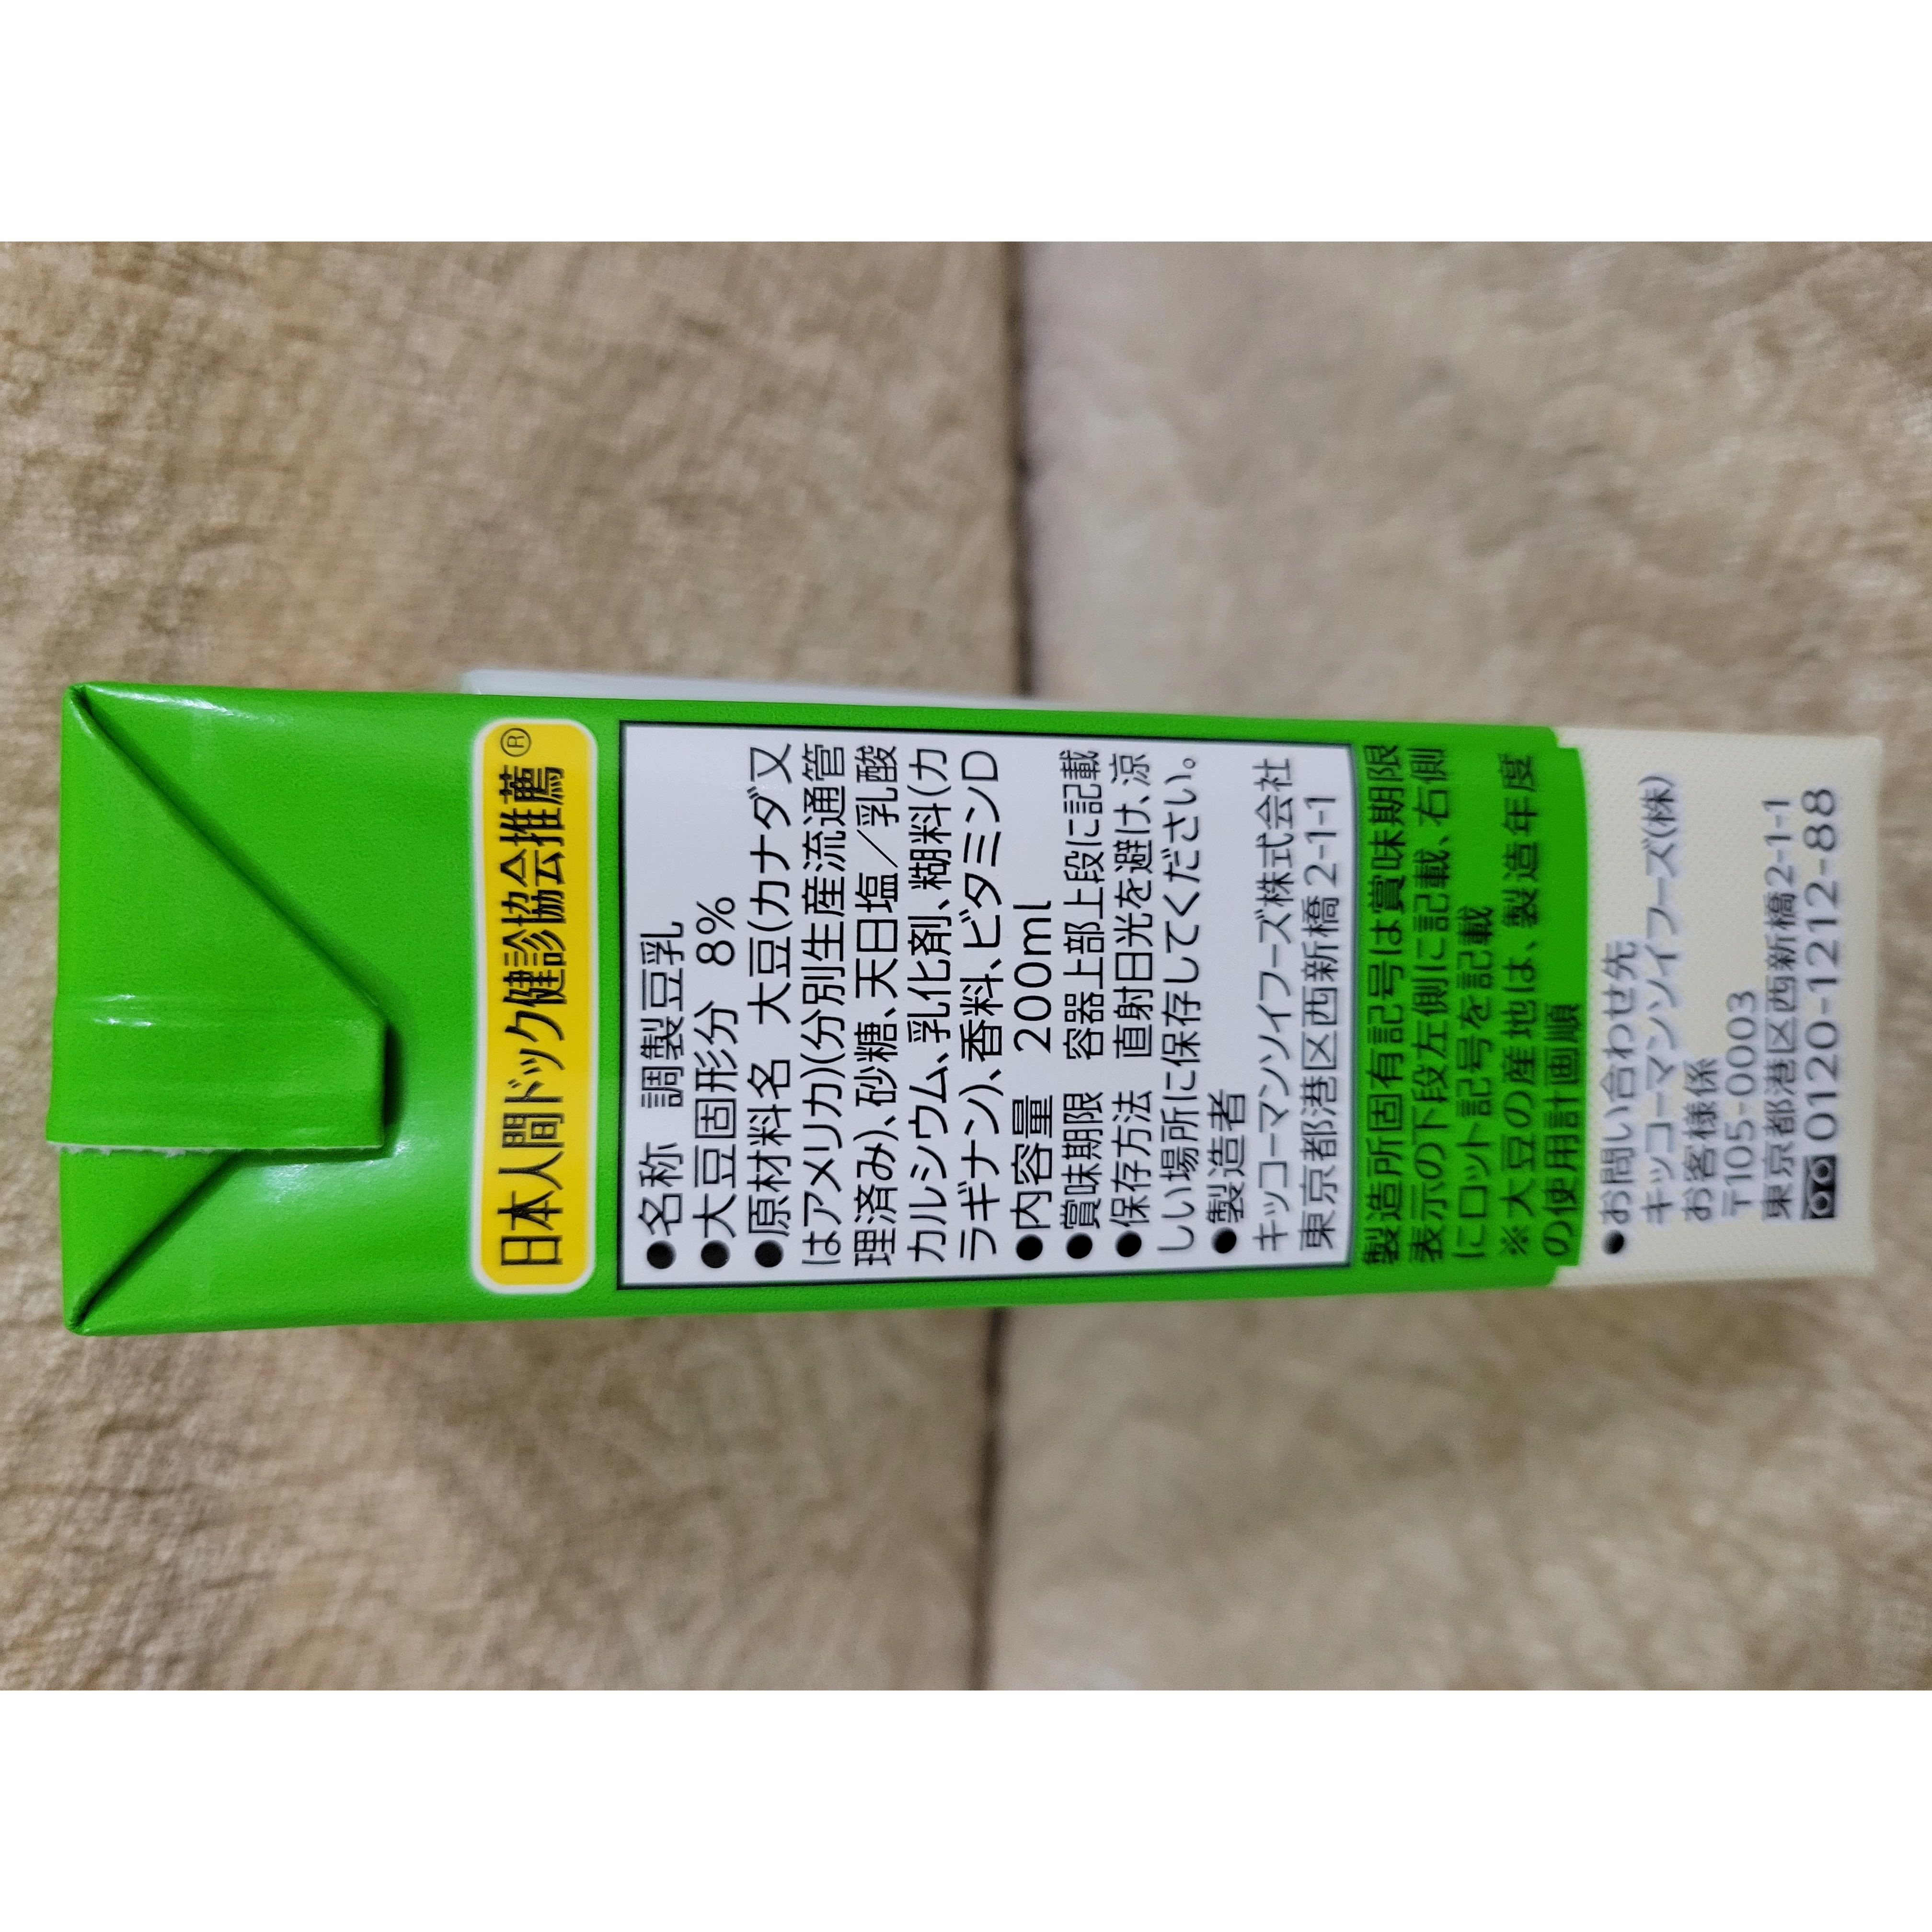 日本人間ドック健診協会推薦®
●名称 調製豆乳
●大豆固形分 8%
●原材料名 大豆(カナダ又
はアメリカ)(分別生産流通管
理済み)、砂糖、天日塩／乳酸
カルシウム、乳化剤、糊料(カ
ラギナン)、香料、ビタミンD
●内容量 200ml
●賞味期限 容器上部上段に記載
●保存方法 直射日光を避け、涼
しい場所に保存してください。
●製造者
キッコーマンソイフーズ株式会社
東京都港区西新橋2-1-1
製造所固有記号は賞味期限
表示の下段左側に記載、右側
にロット記号を記載
※大豆の産地は、製造年度
の使用計画順
●お問い合わせ先
キッコーマンソイフーズ(株)
お客様係
〒105-0003
東京都港区西新橋2-1-1
0120-1212-88